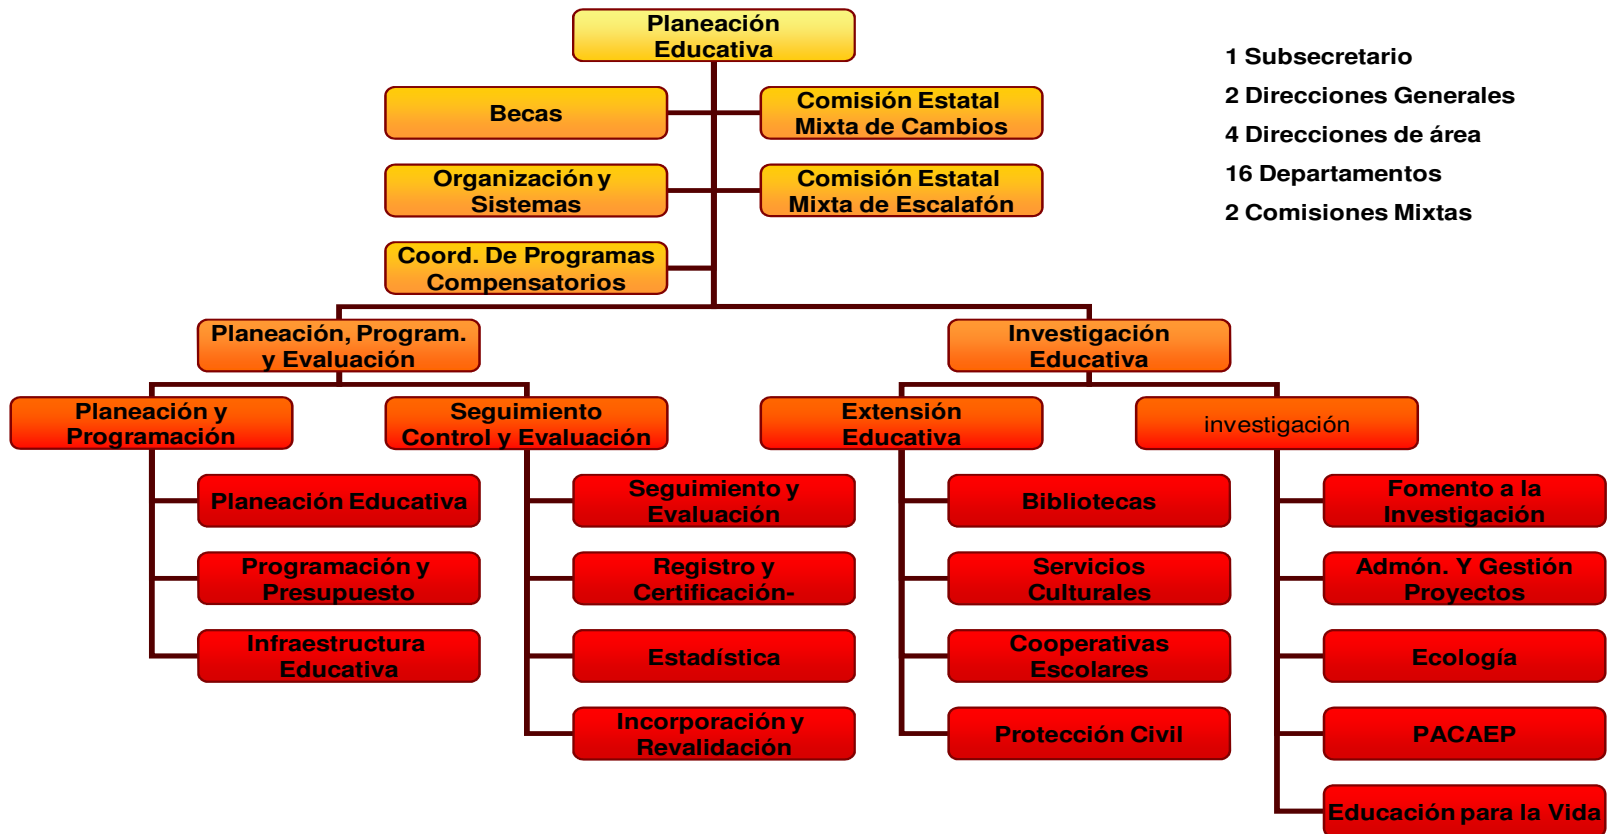 Planeación
Educativa
1 Subsecretario
2 Direcciones Generales
4 Direcciones de área
16 Departamentos
2 Comisiones Mixtas
Becas
Comisión Estatal
Mixta de Cambios
Organización y
Sistemas
Comisión Estatal
Mixta de Escalafón
Coord. De Programas
Compensatorios
Planeación, Program.
y Evaluación
Investigación
Educativa
Planeación y
Programación
Seguimiento
Control y Evaluación
Extensión
Educativa
investigación
Planeación Educativa
Programación y
Presupuesto
Infraestructura
Educativa
Seguimiento y
Evaluación
Registro y
Certificación-
Estadística
Incorporación y
Revalidación
Bibliotecas
Servicios
Culturales
Cooperativas
Escolares
Protección Civil
Fomento a la
Investigación
Admón. Y Gestión
Proyectos
Ecología
PACAEP
Educación para la Vida